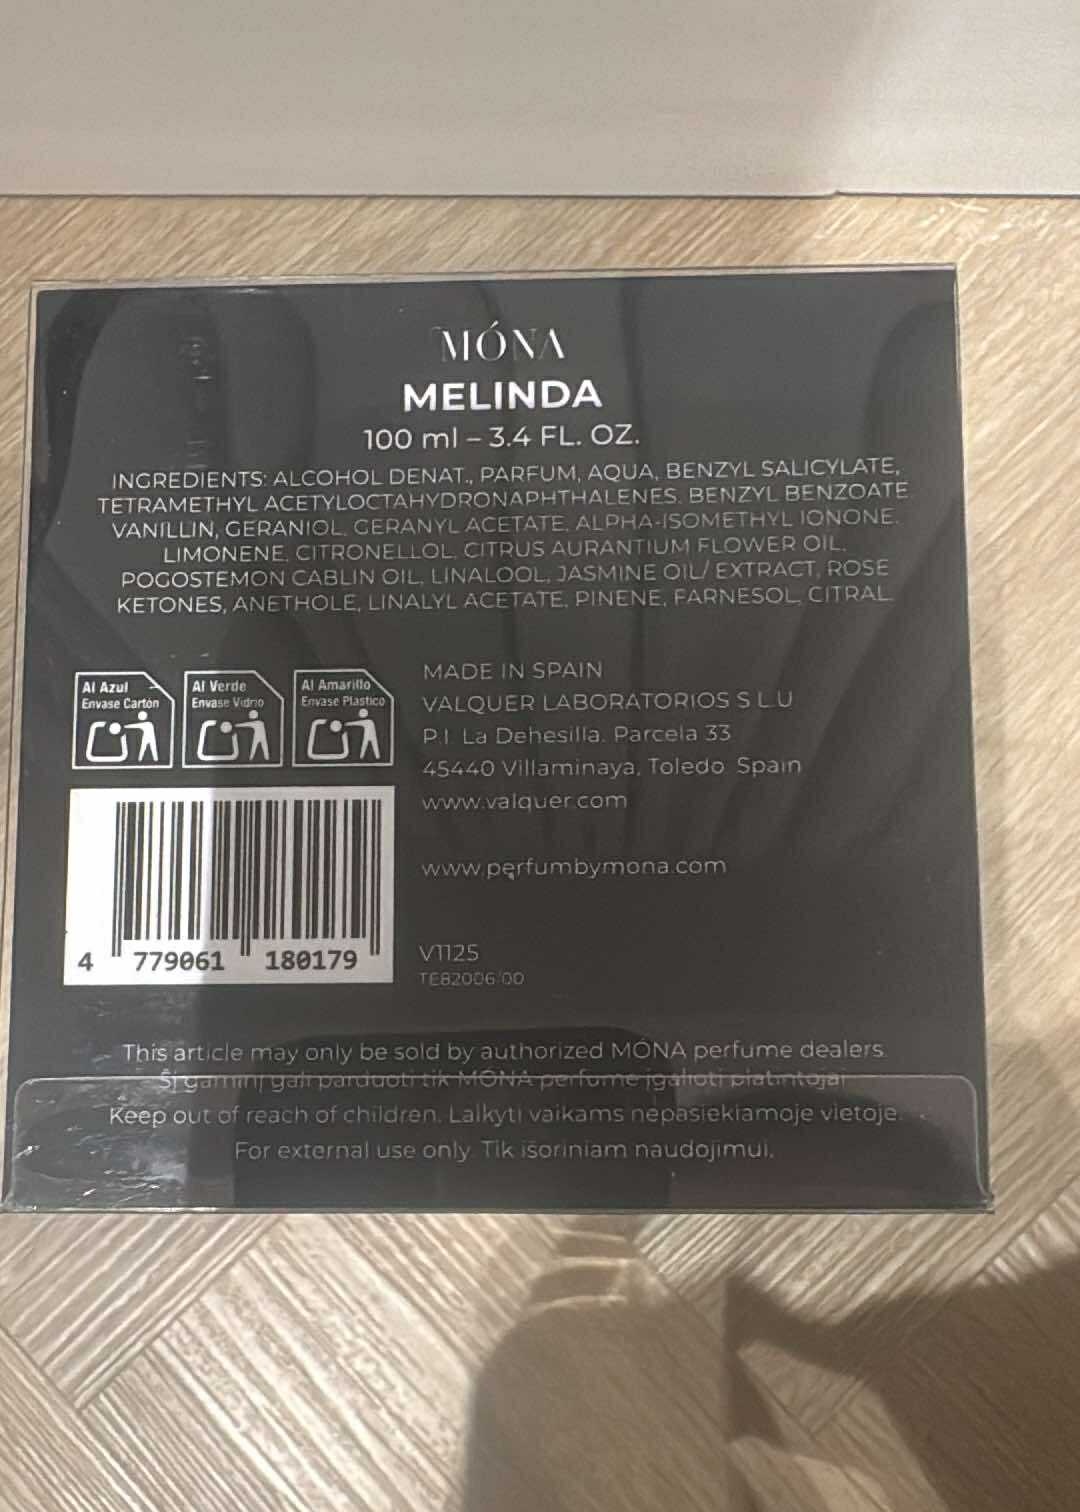 MÓNA
MELINDA
100 ml – 3.4 FL. OZ.
INGREDIENTS: ALCOHOL DENAT., PARFUM, AQUA, BENZYL SALICYLATE,
TETRAMETHYL ACETYLOCTAHYDRONAPHTHALENES, BENZYL BENZOATE
VANILLIN, GERANIOL, GERANYL ACETATE, ALPHA-ISOMETHYL IONONE,
LIMONENE, CITRONELLOL, CITRUS AURANTIUM FLOWER OIL,
POGOSTEMON CABLIN OIL, LINALOOL, JASMINE OIL/ EXTRACT, ROSE
KETONES, ANETHOLE, LINALYL ACETATE, PINENE, FARNESOL, CITRAL.
Al Azul
Envase Cartón
Al Verde
Envase Vidrio
Al Amarillo
Envase Plástico
MADE IN SPAIN
VALQUER LABORATORIOS S.L.U
P.I. La Dehesilla. Parcela 33
45440 Villaminaya, Toledo Spain
www.valquer.com
www.perfumbymona.com
4 779061 180179
V1125
TE82006/00
This article may only be sold by authorized MÓNA perfume dealers.
Šį gaminį gali parduoti tik MÓNA perfume įgalioti platintojai
Keep out of reach of children. Laikyti vaikams nepasiekiamoje vietoje.
For external use only. Tik išoriniam naudojimui.